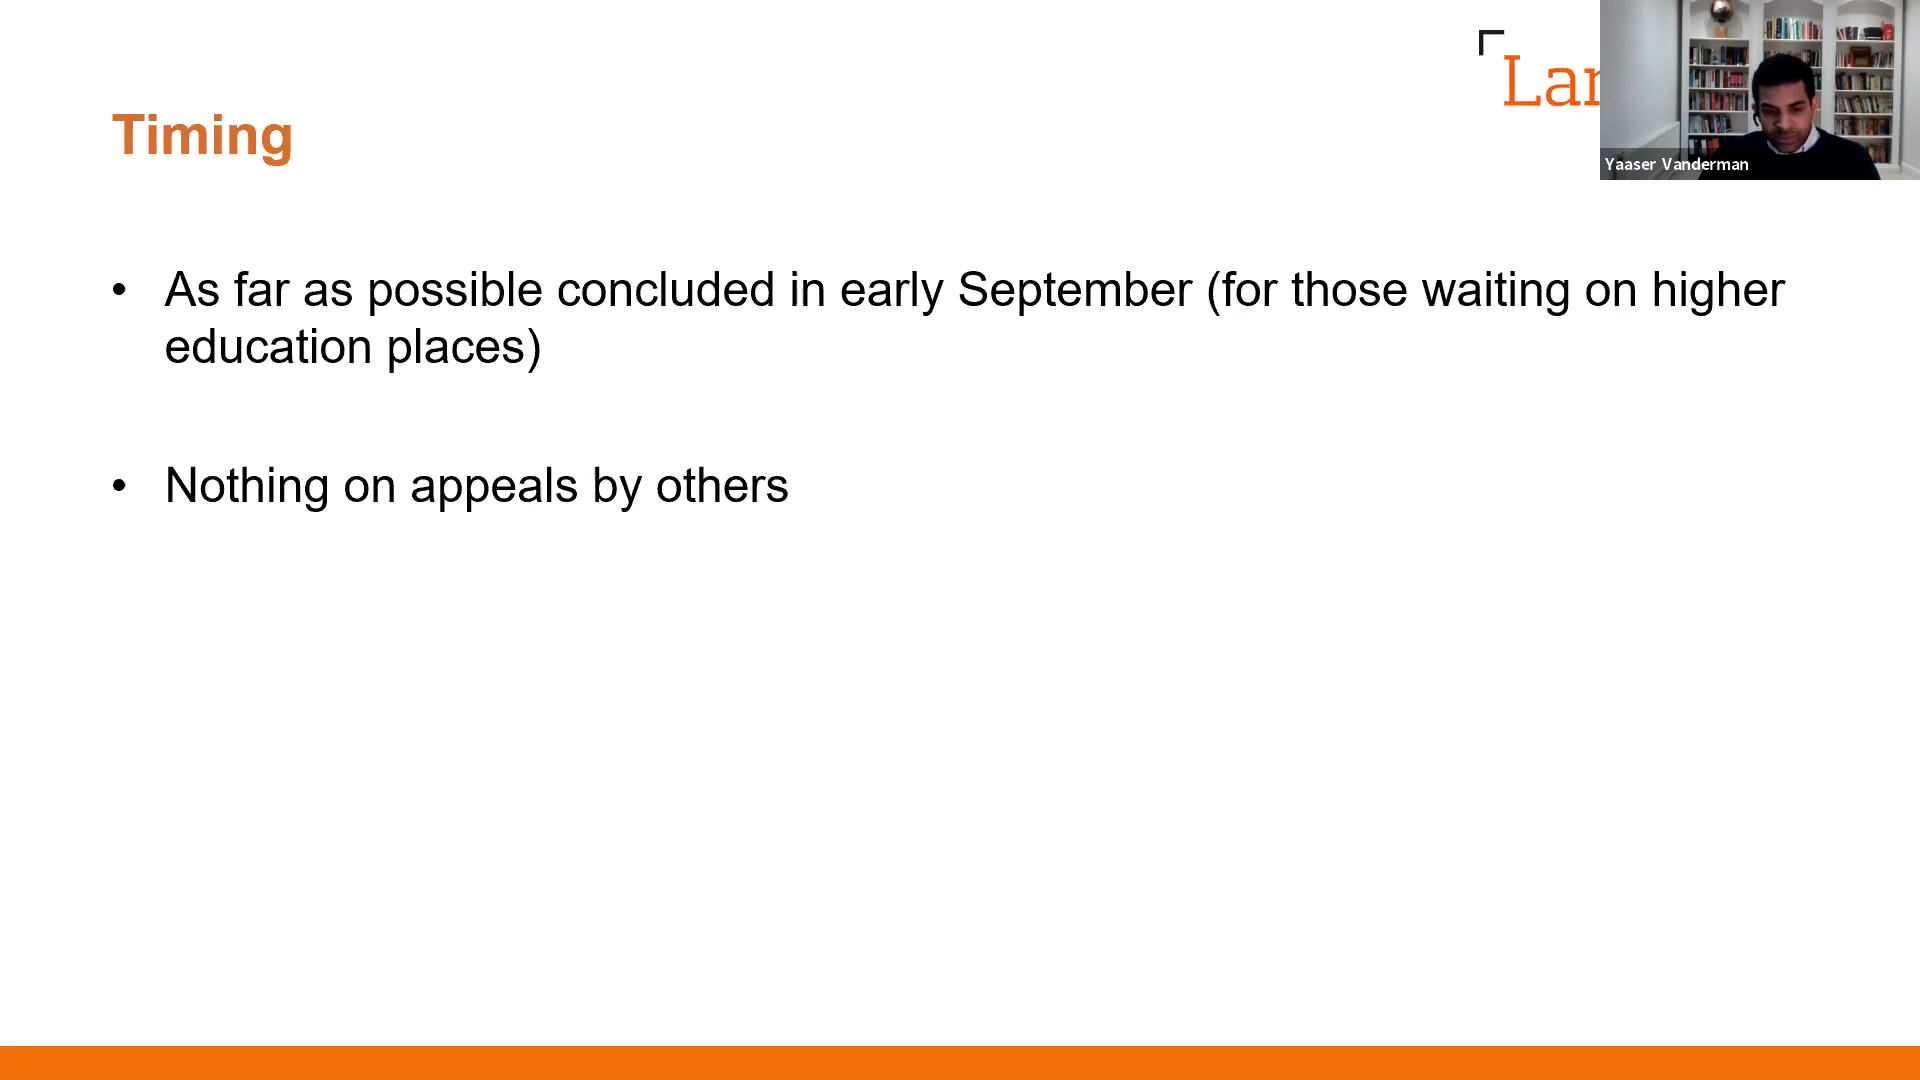 Lan
Yaaser Vanderman
Timing
• As far as possible concluded in early September (for those waiting on higher
education places)
• Nothing on appeals by others